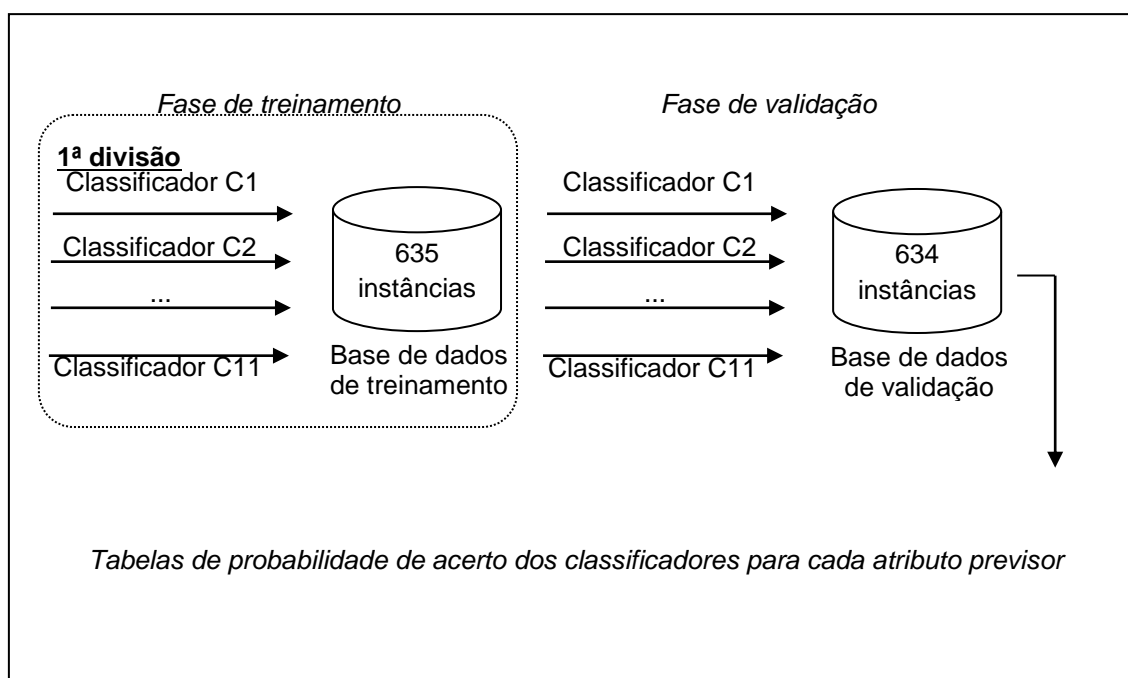 Fase de treinamento
Fase de validação
1ª divisão
Classificador C1
Classificador C2
...
Classificador C11
635
instâncias
Base de dados
de treinamento
Classificador C1
Classificador C2
...
Classificador C11
634
instâncias
Base de dados
de validação
Tabelas de probabilidade de acerto dos classificadores para cada atributo previsor